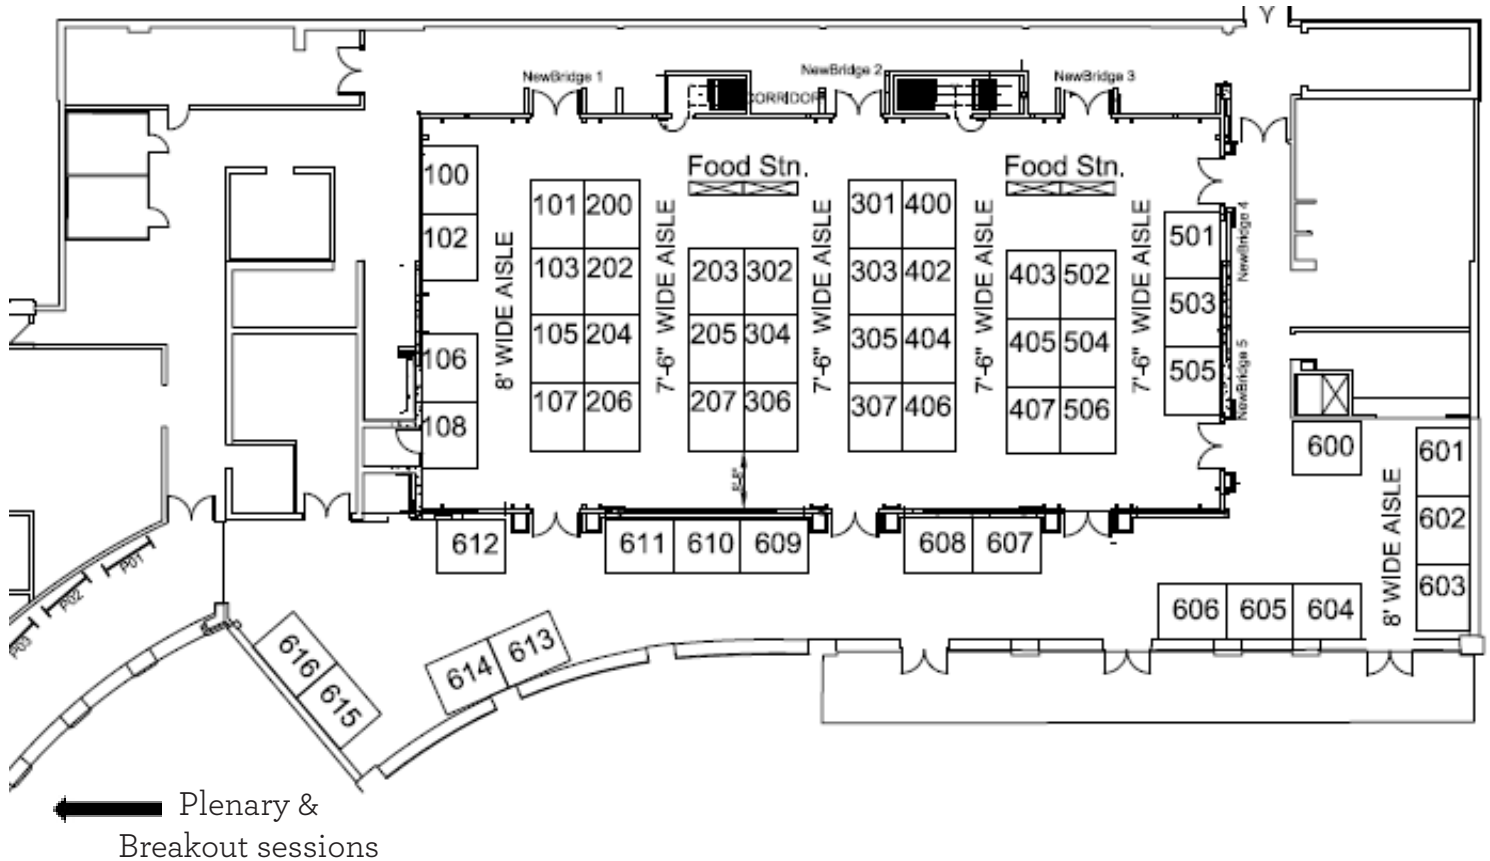 NewBridge 1
NewBridge 2
NewBridge 3
CORRIDOR
Food Stn.
Food Stn.
100
101 200
301 400
102
501
NewBridge 4
103 202
203 302
303 402
403 502
503
8' WIDE AISLE
7'-6" WIDE AISLE
7'-6" WIDE AISLE
7'-6" WIDE AISLE
7'-6" WIDE AISLE
105 204
205 304
305 404
405 504
106
505
NewBridge 5
107 206
207 306
307 406
407 506
108
600
601
602
603
8' WIDE AISLE
612
611 610 609
608 607
606 605 604
P01
P02
P03
616
615
614 613
Plenary &
Breakout sessions